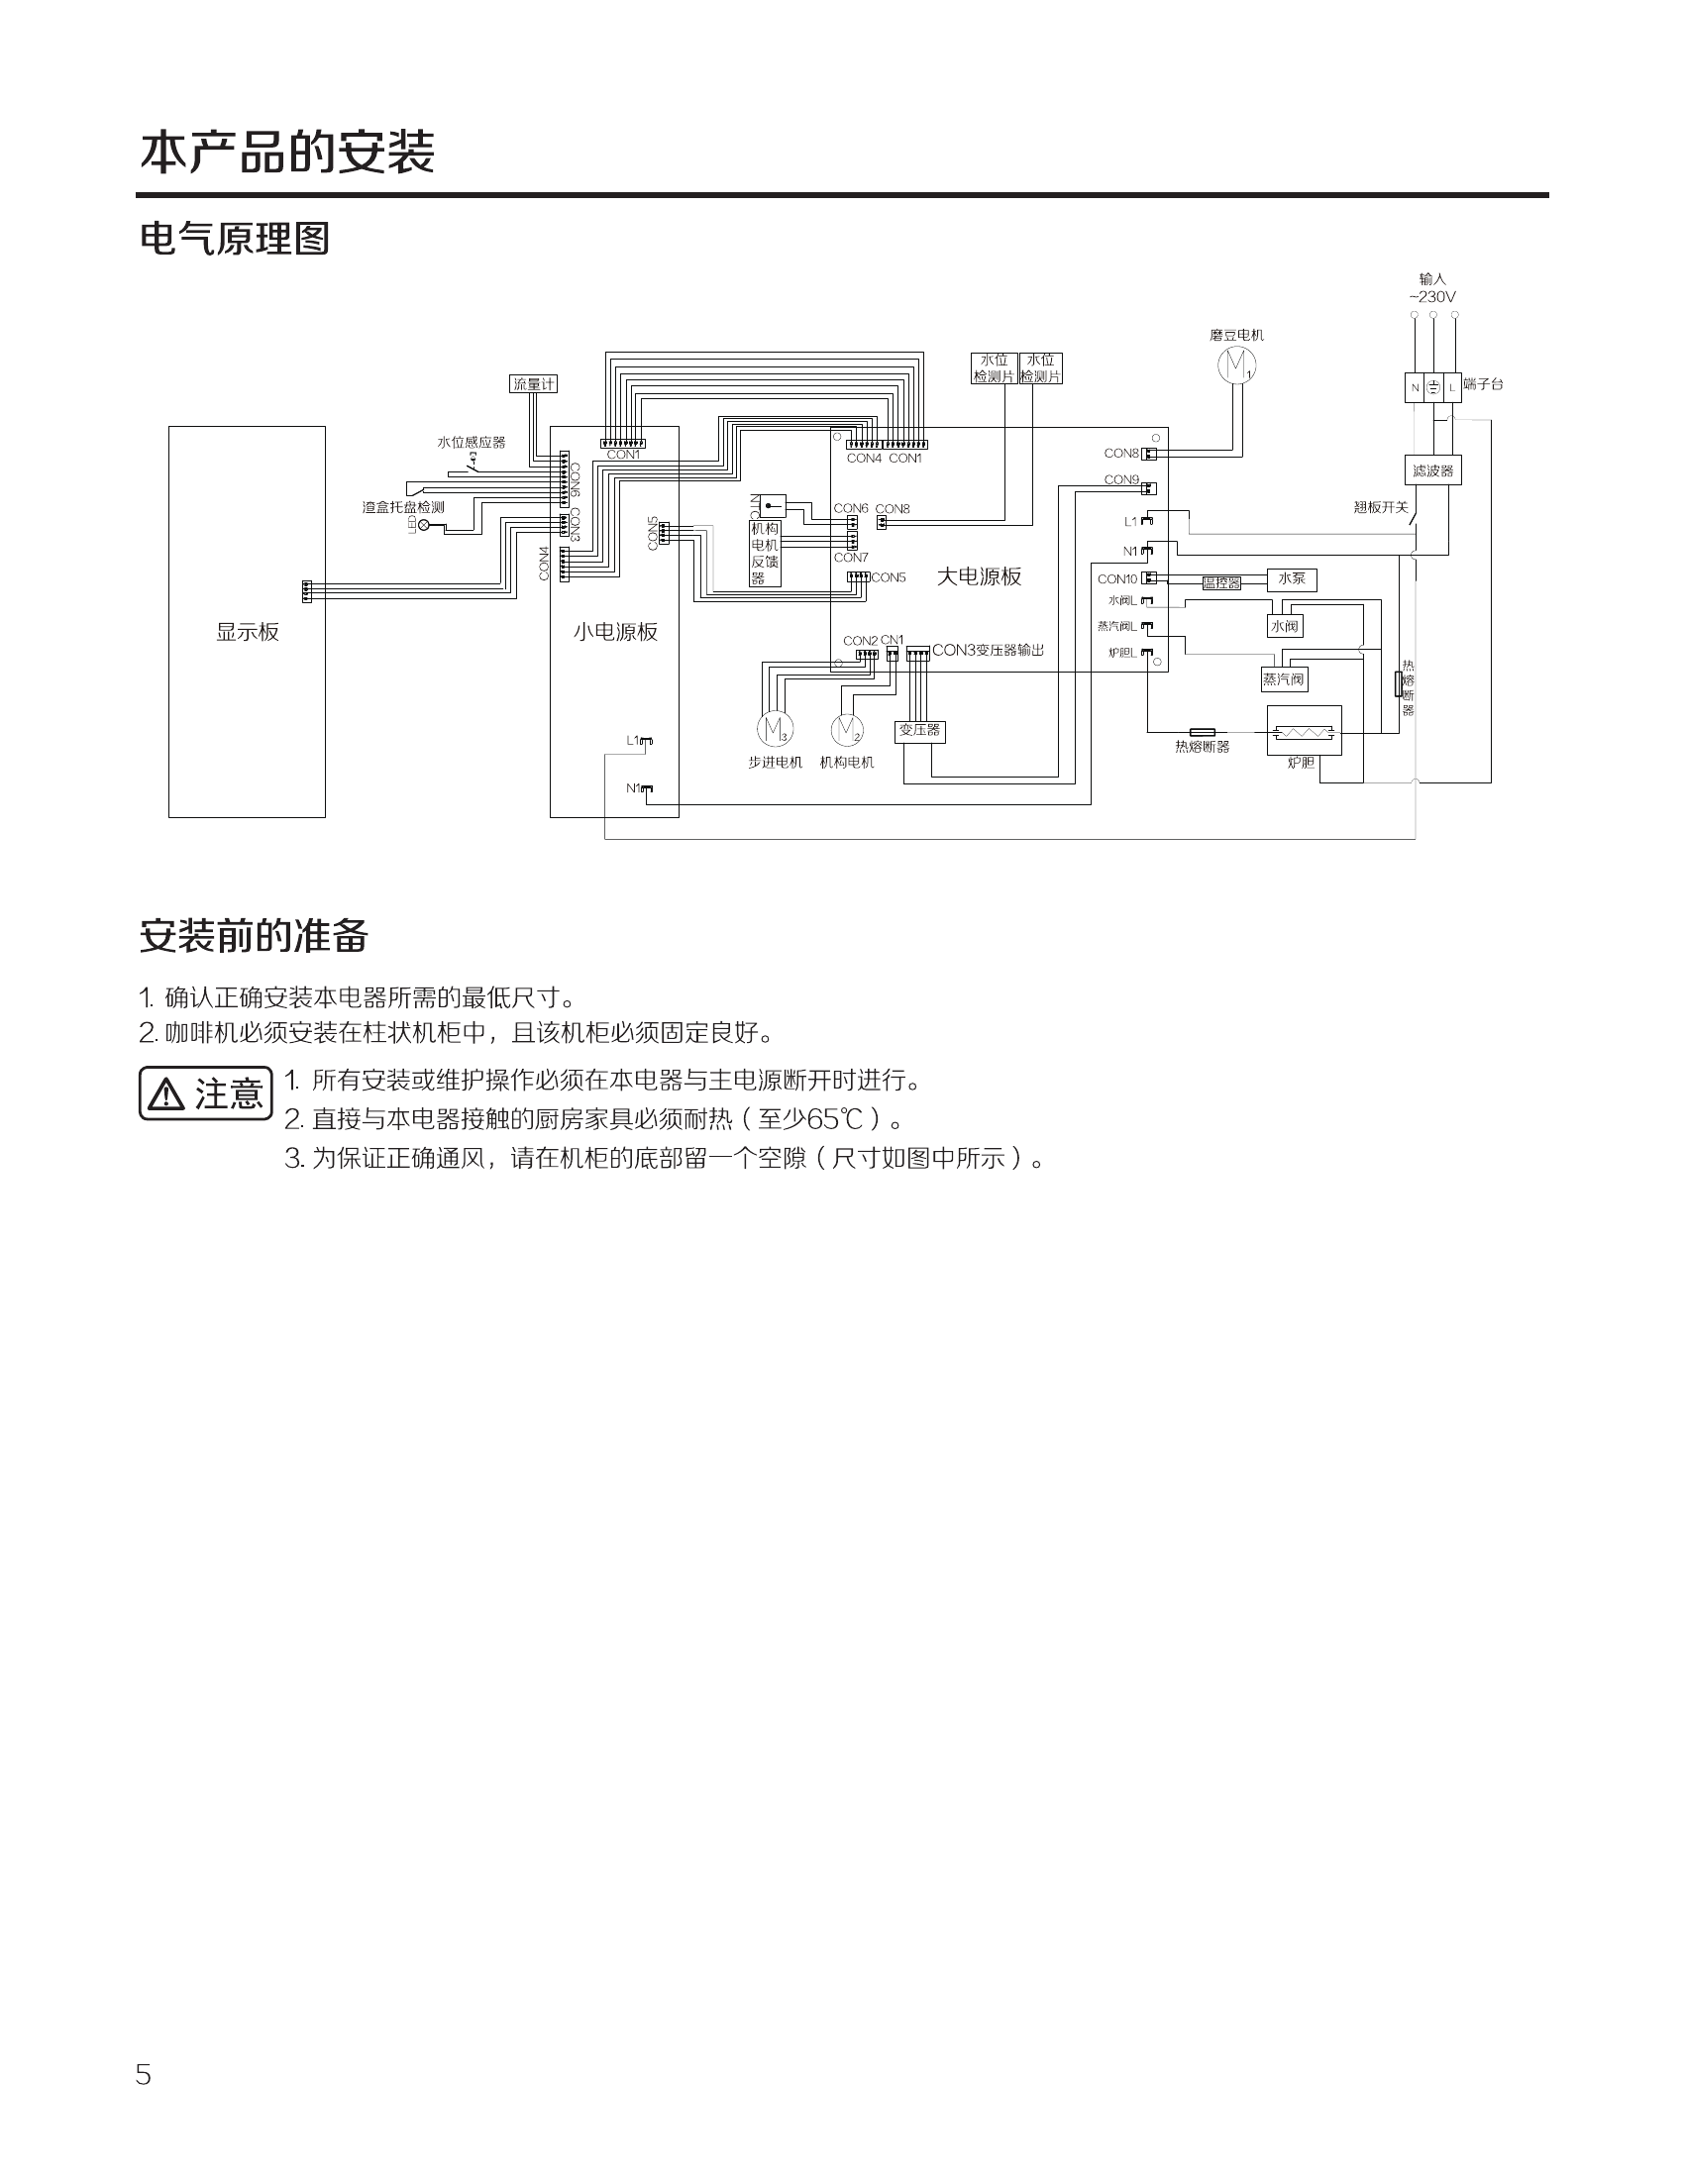 本产品的安装
电气原理图
输入
~230V
磨豆电机
M1
水位
检测片
水位
检测片
流量计
N
L
端子台
水位感应器
CON1
CON4
CON1
CON8
滤波器
CON6
CON9
渣盒托盘检测
NTC
CON6
CON8
翘板开关
LED
CON3
CON5
机构
电机
反馈
器
L1
CON7
N1
CON4
CON5
大电源板
CON10
温控器
水泵
水阀L
显示板
小电源板
蒸汽阀L
水阀
CON2
CN1
CON3变压器输出
炉胆L
热
熔
断
器
蒸汽阀
M3
M2
变压器
L1
热熔断器
步进电机
机构电机
炉胆
N1
安装前的准备
1. 确认正确安装本电器所需的最低尺寸。
2. 咖啡机必须安装在柱状机柜中，且该机柜必须固定良好。
注意
1. 所有安装或维护操作必须在本电器与主电源断开时进行。
2. 直接与本电器接触的厨房家具必须耐热（至少65℃）。
3. 为保证正确通风，请在机柜的底部留一个空隙（尺寸如图中所示）。
5